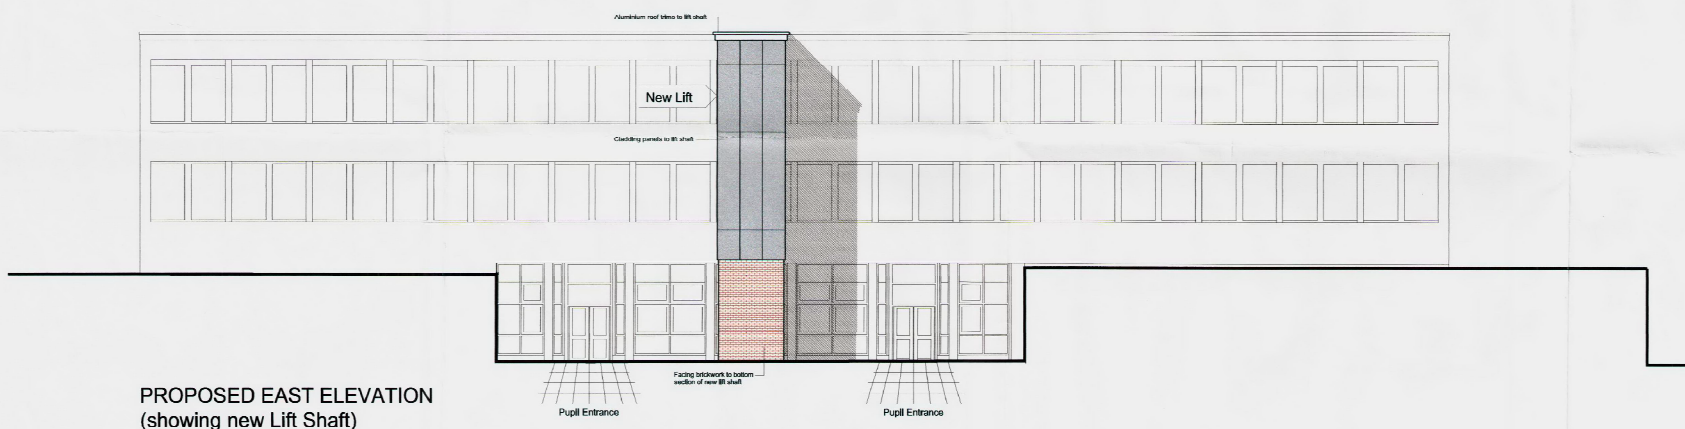 Aluminium roof trims to lift shaft
New Lift
Cladding panels to lift shaft
Facing brickwork to bottom
section of new lift shaft
Pupil Entrance
Pupil Entrance
PROPOSED EAST ELEVATION
(showing new Lift Shaft)